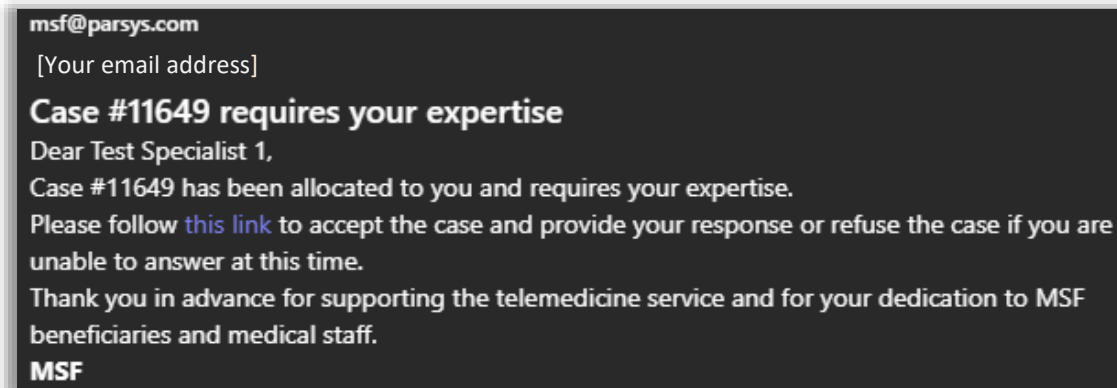 msf@parsys.com
[Your email address]
Case #11649 requires your expertise
Dear Test Specialist 1,
Case #11649 has been allocated to you and requires your expertise.
Please follow this link to accept the case and provide your response or refuse the case if you are
unable to answer at this time.
Thank you in advance for supporting the telemedicine service and for your dedication to MSF
beneficiaries and medical staff.
MSF